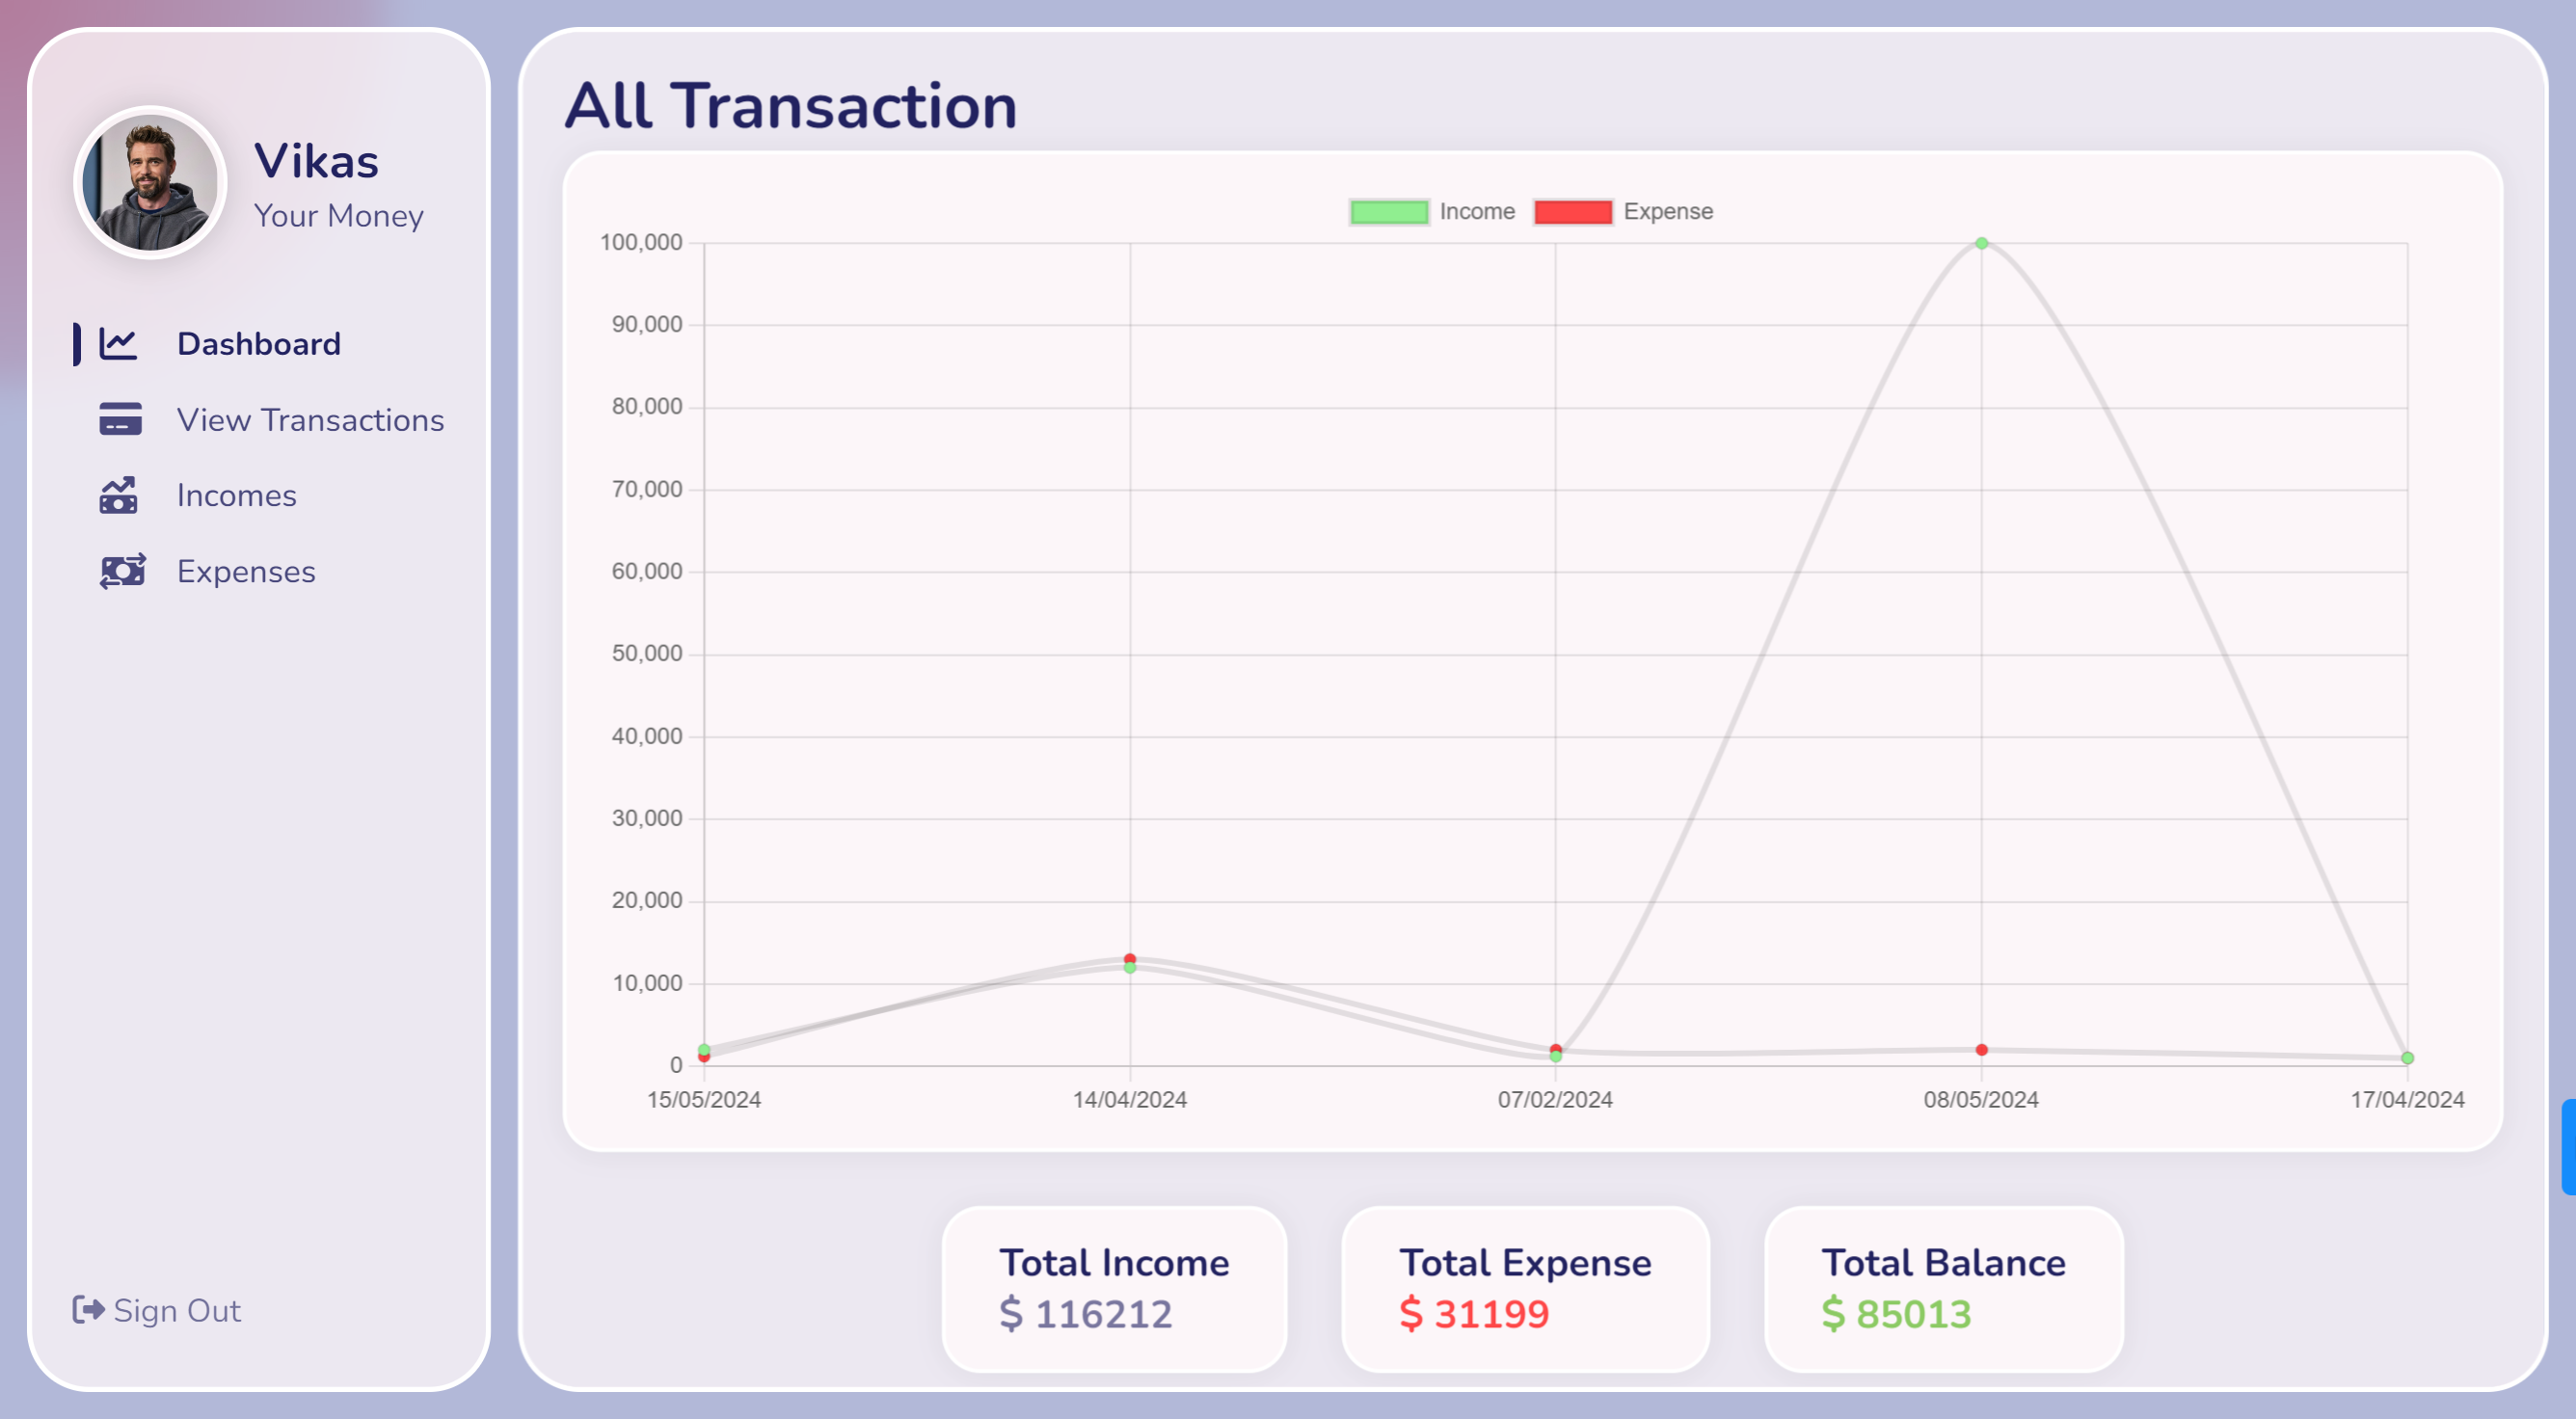 Vikas
Your Money
Dashboard
View Transactions
Incomes
Expenses
Sign Out
All Transaction
Income
Expense
100,000
90,000
80,000
70,000
60,000
50,000
40,000
30,000
20,000
10,000
0
15/05/2024 14/04/2024 07/02/2024 08/05/2024 17/04/2024
Total Income
$ 116212
Total Expense
$ 31199
Total Balance
$ 85013